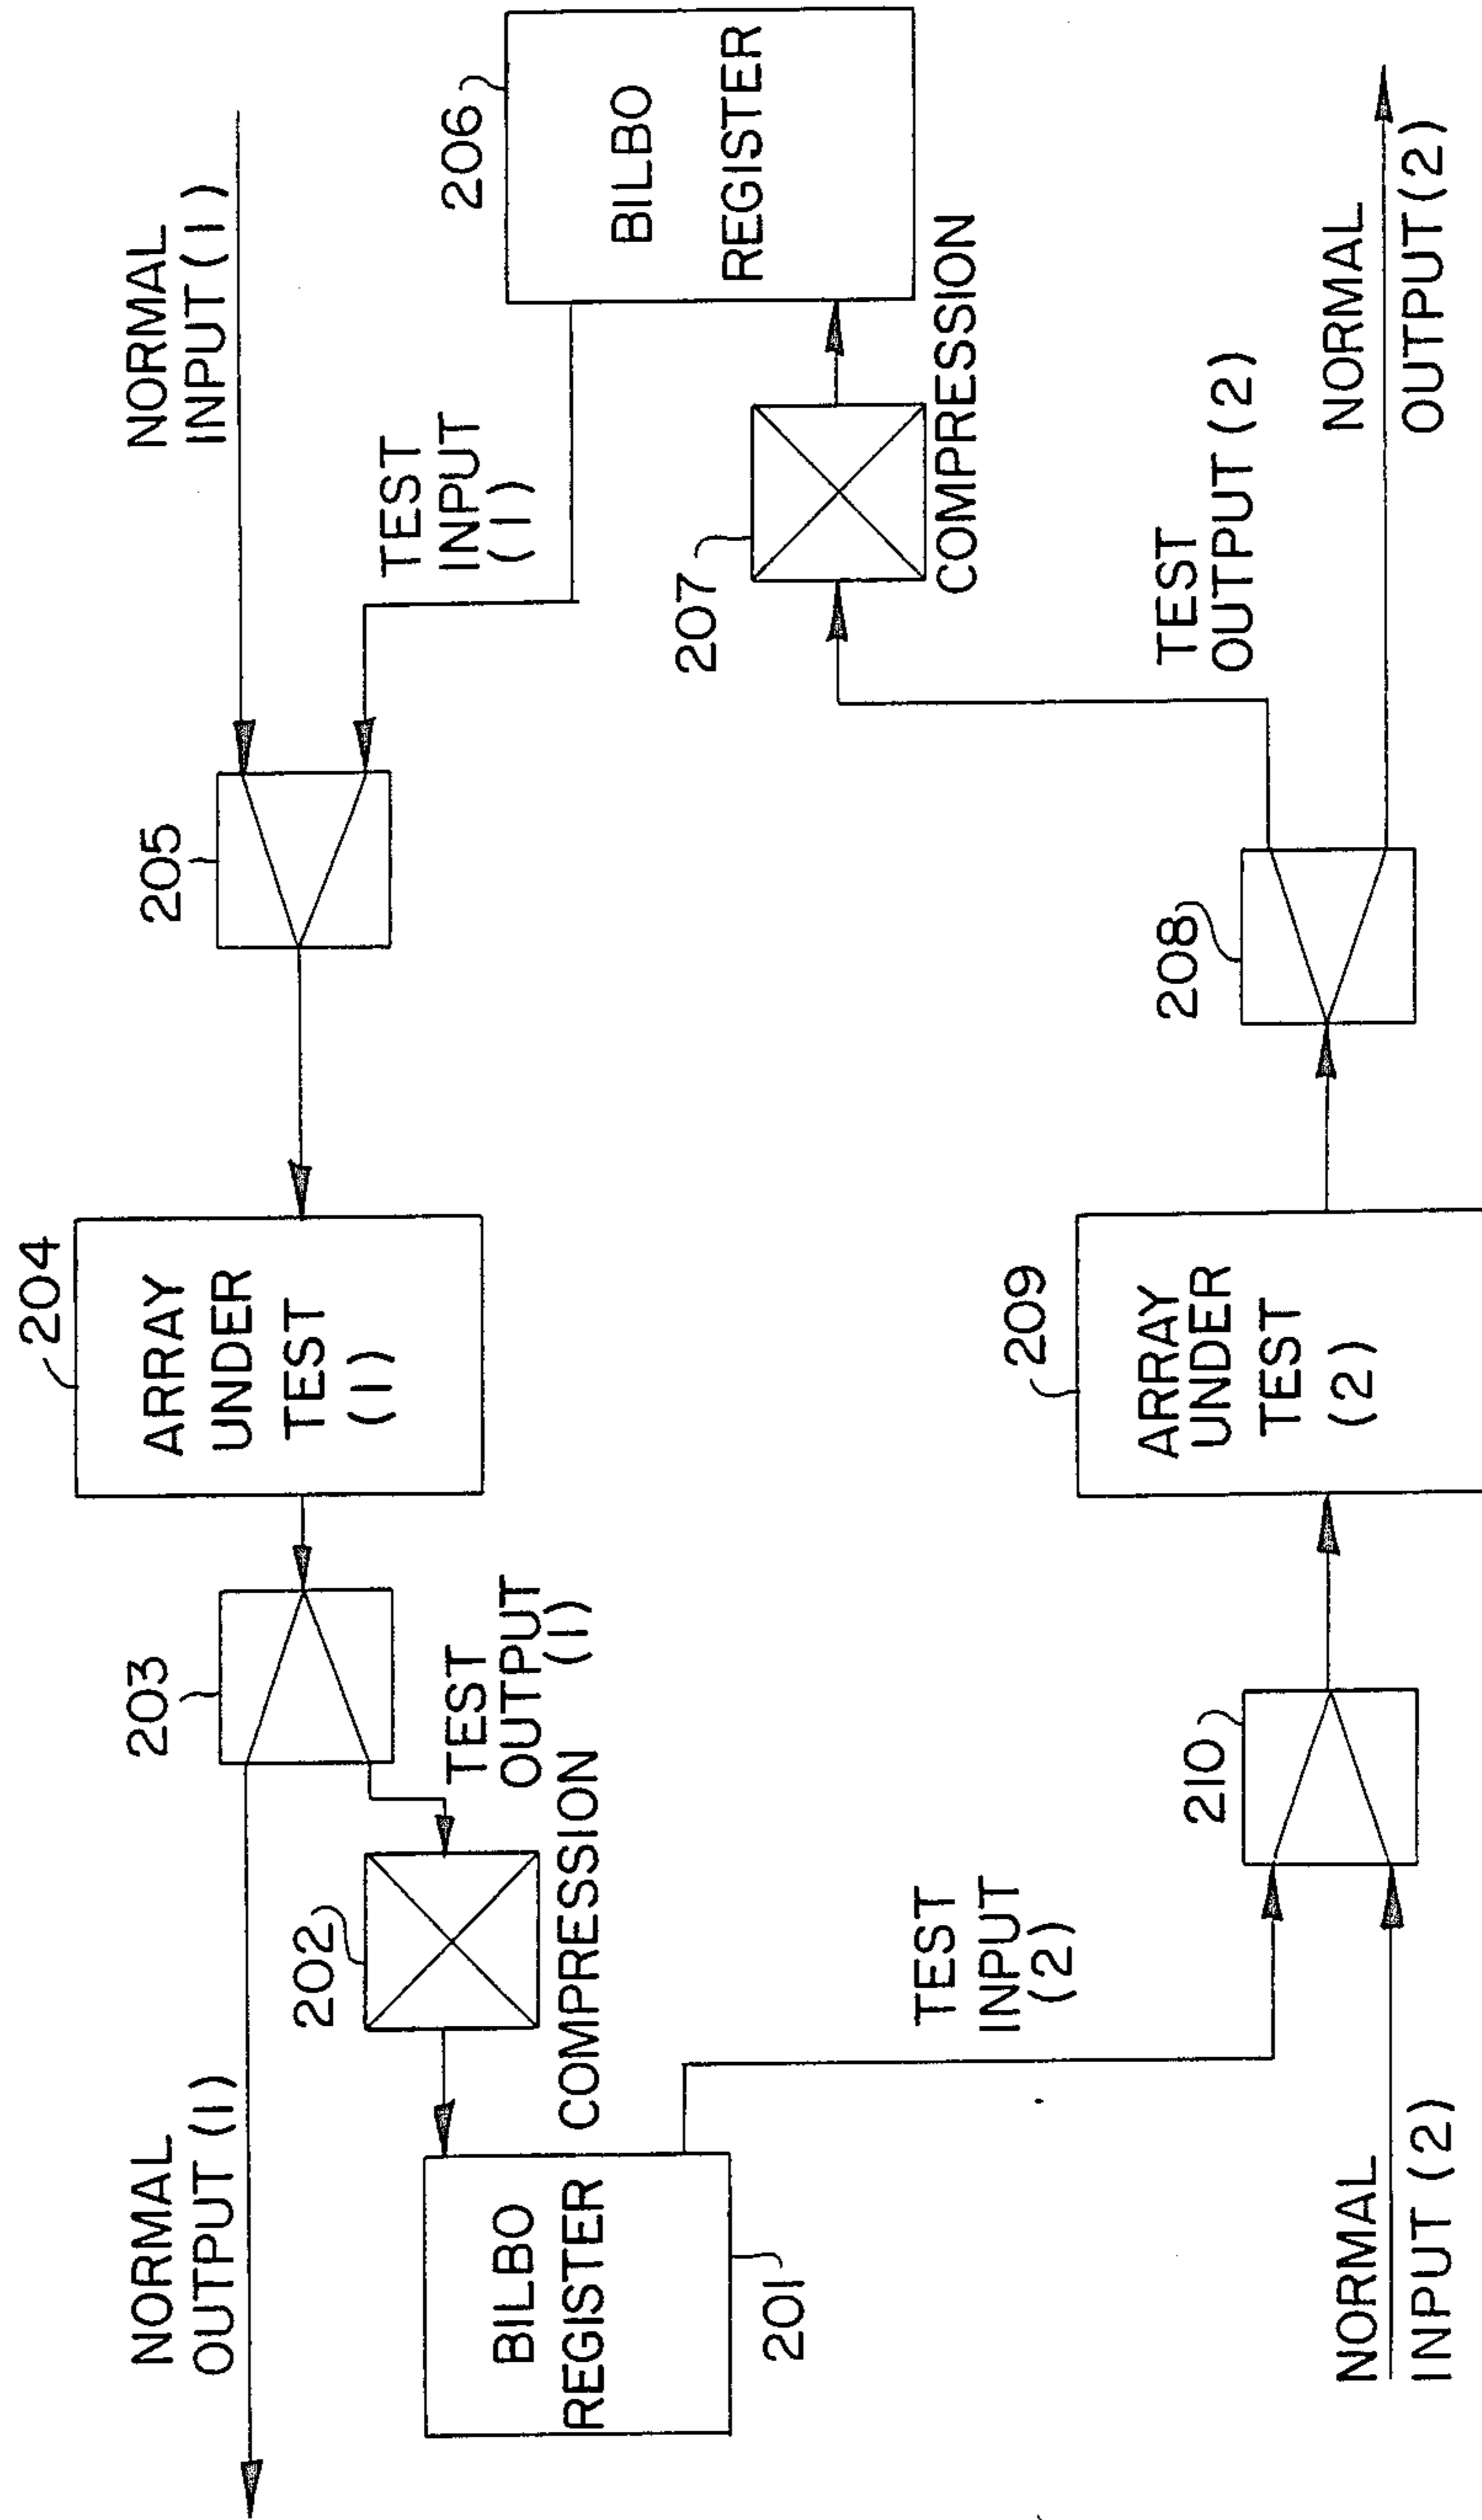 NORMAL
OUTPUT (1)
203
204
ARRAY
UNDER
TEST
(1)
205
NORMAL
INPUT (1)
202
TEST
OUTPUT
(1)
COMPRESSION
TEST
INPUT
(1)
206
BILBO
REGISTER
BILBO
REGISTER
201
207
COMPRESSION
TEST
INPUT
(2)
210
209
ARRAY
UNDER
TEST
(2)
208
TEST
OUTPUT (2)
NORMAL
INPUT (2)
NORMAL
OUTPUT (2)